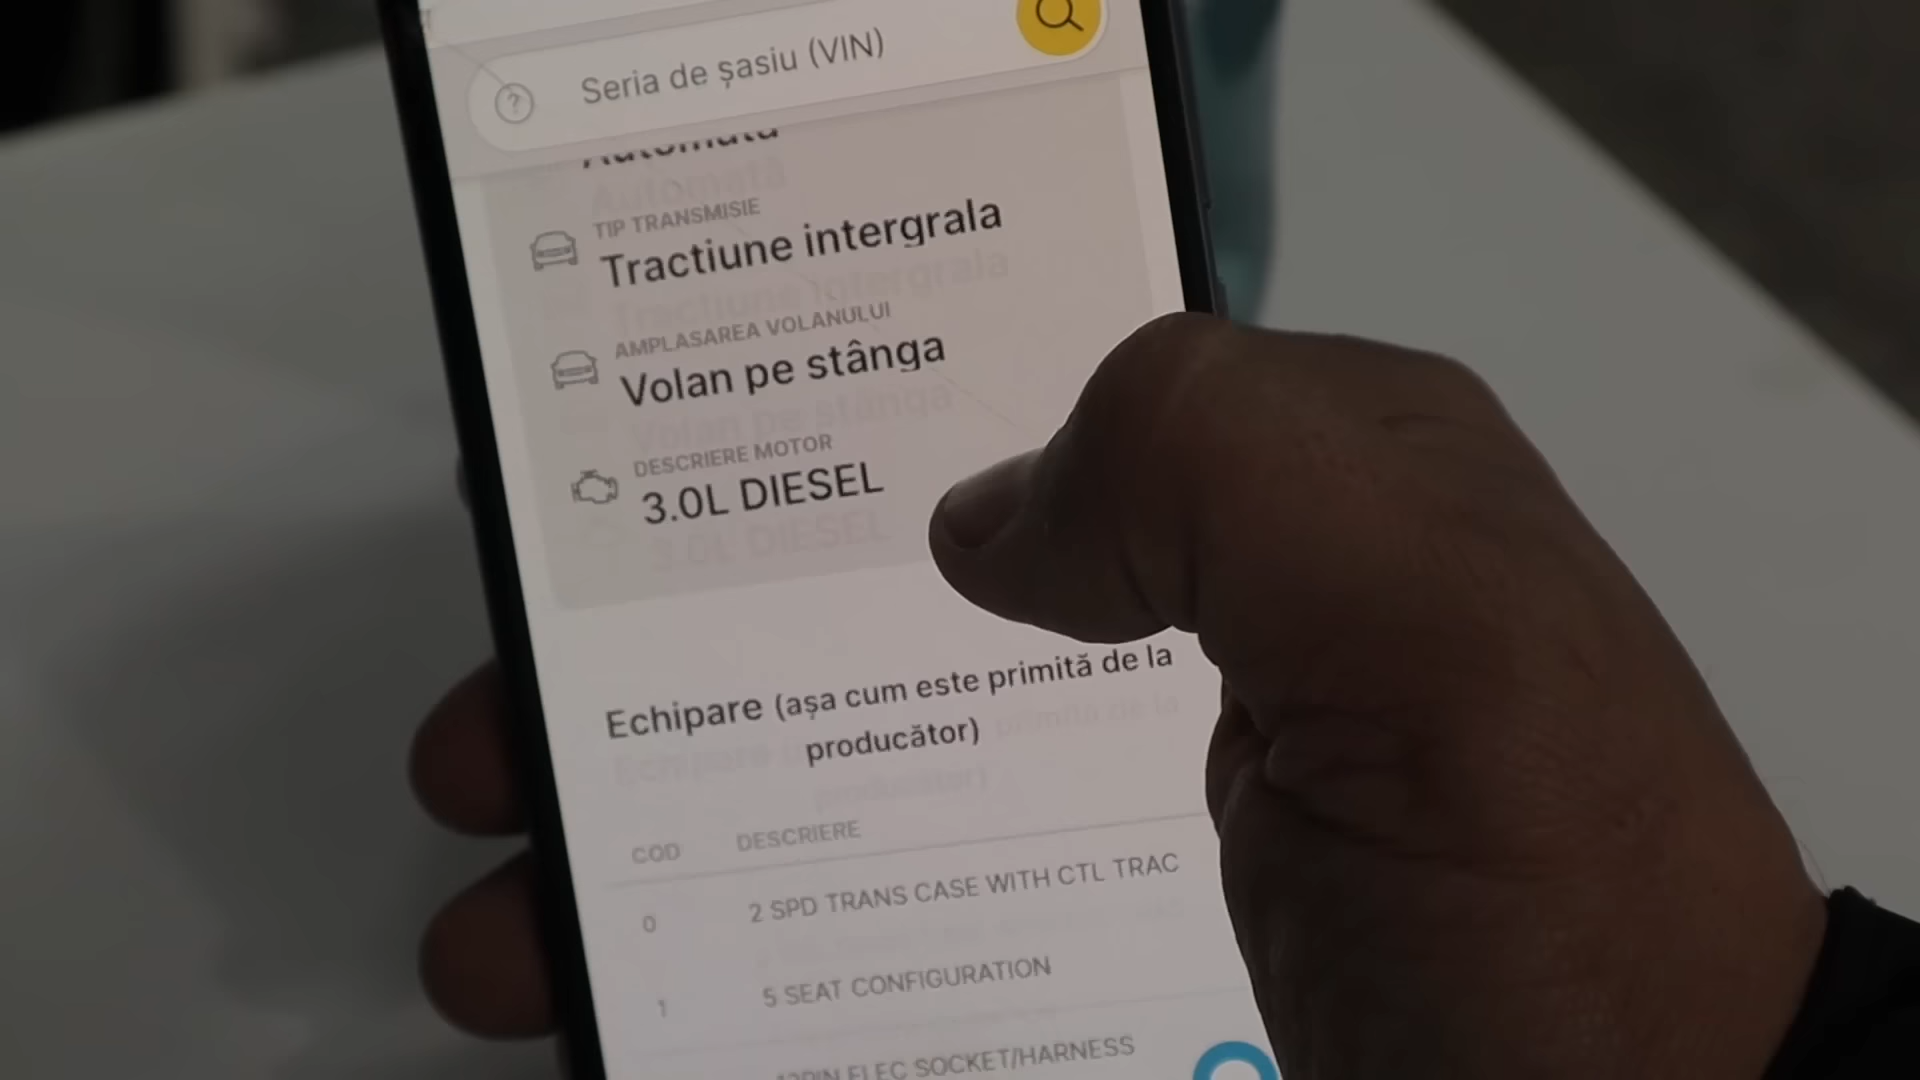 Seria de șasiu (VIN)
Automată
TIP TRANSMISIE
Tractiune intergrala
AMPLASAREA VOLANULUI
Volan pe stânga
DESCRIERE MOTOR
3.0L DIESEL
Echipare (așa cum este primită de la
producător)
COD DESCRIERE
0 2 SPD TRANS CASE WITH CTL TRAC
1 5 SEAT CONFIGURATION
ELEC SOCKET/HARNESS